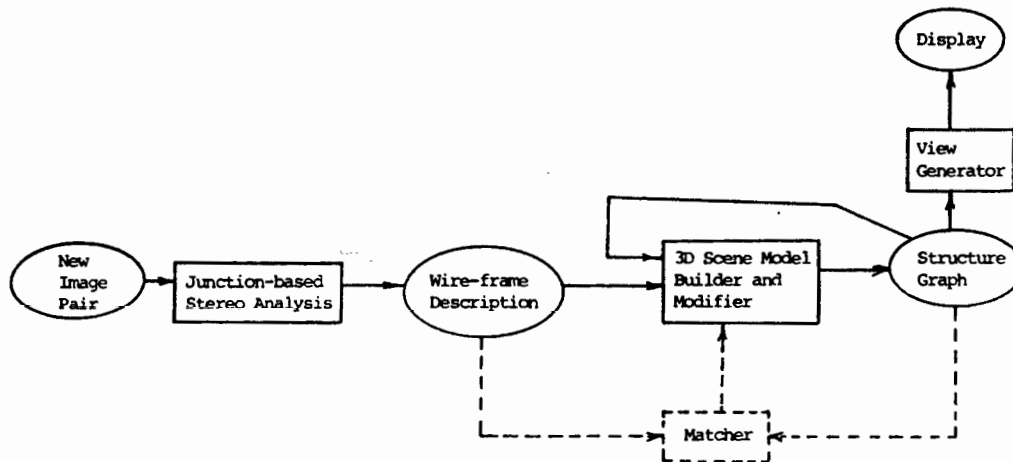 Display
View
Generator
New
Image
Pair
Junction-based
Stereo Analysis
Wire-frame
Description
3D Scene Model
Builder and
Modifier
Structure
Graph
Matcher